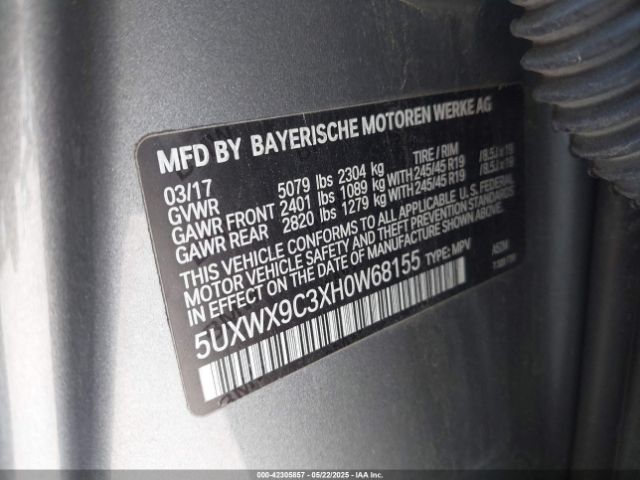 MFD BY BAYERISCHE MOTOREN WERKE AG
03/17 TIRE / RIM
GVWR 5079 lbs 2304 kg
GAWR FRONT 2401 lbs 1089 kg WITH 245/45 R19
GAWR REAR 2820 lbs 1279 kg WITH 245/45 R19
THIS VEHICLE CONFORMS TO ALL APPLICABLE U.S. FEDERAL
MOTOR VEHICLE SAFETY AND THEFT PREVENTION STANDARDS
IN EFFECT ON THE DATE OF MANUFACTURE SHOWN ABOVE.
5UXWX9C3XH0W68155 TYPE: MPV
000-42305857 - 05/22/2025 - IAAI.COM